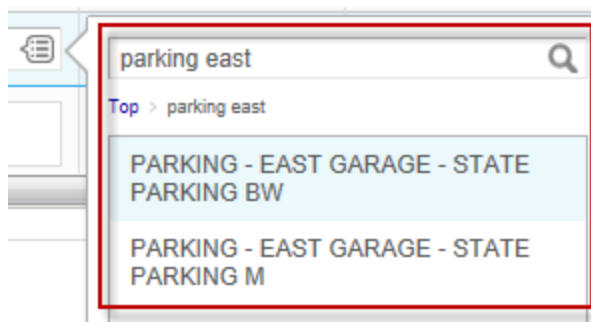 parking east
Top > parking east
PARKING - EAST GARAGE - STATE
PARKING BW
PARKING - EAST GARAGE - STATE
PARKING M